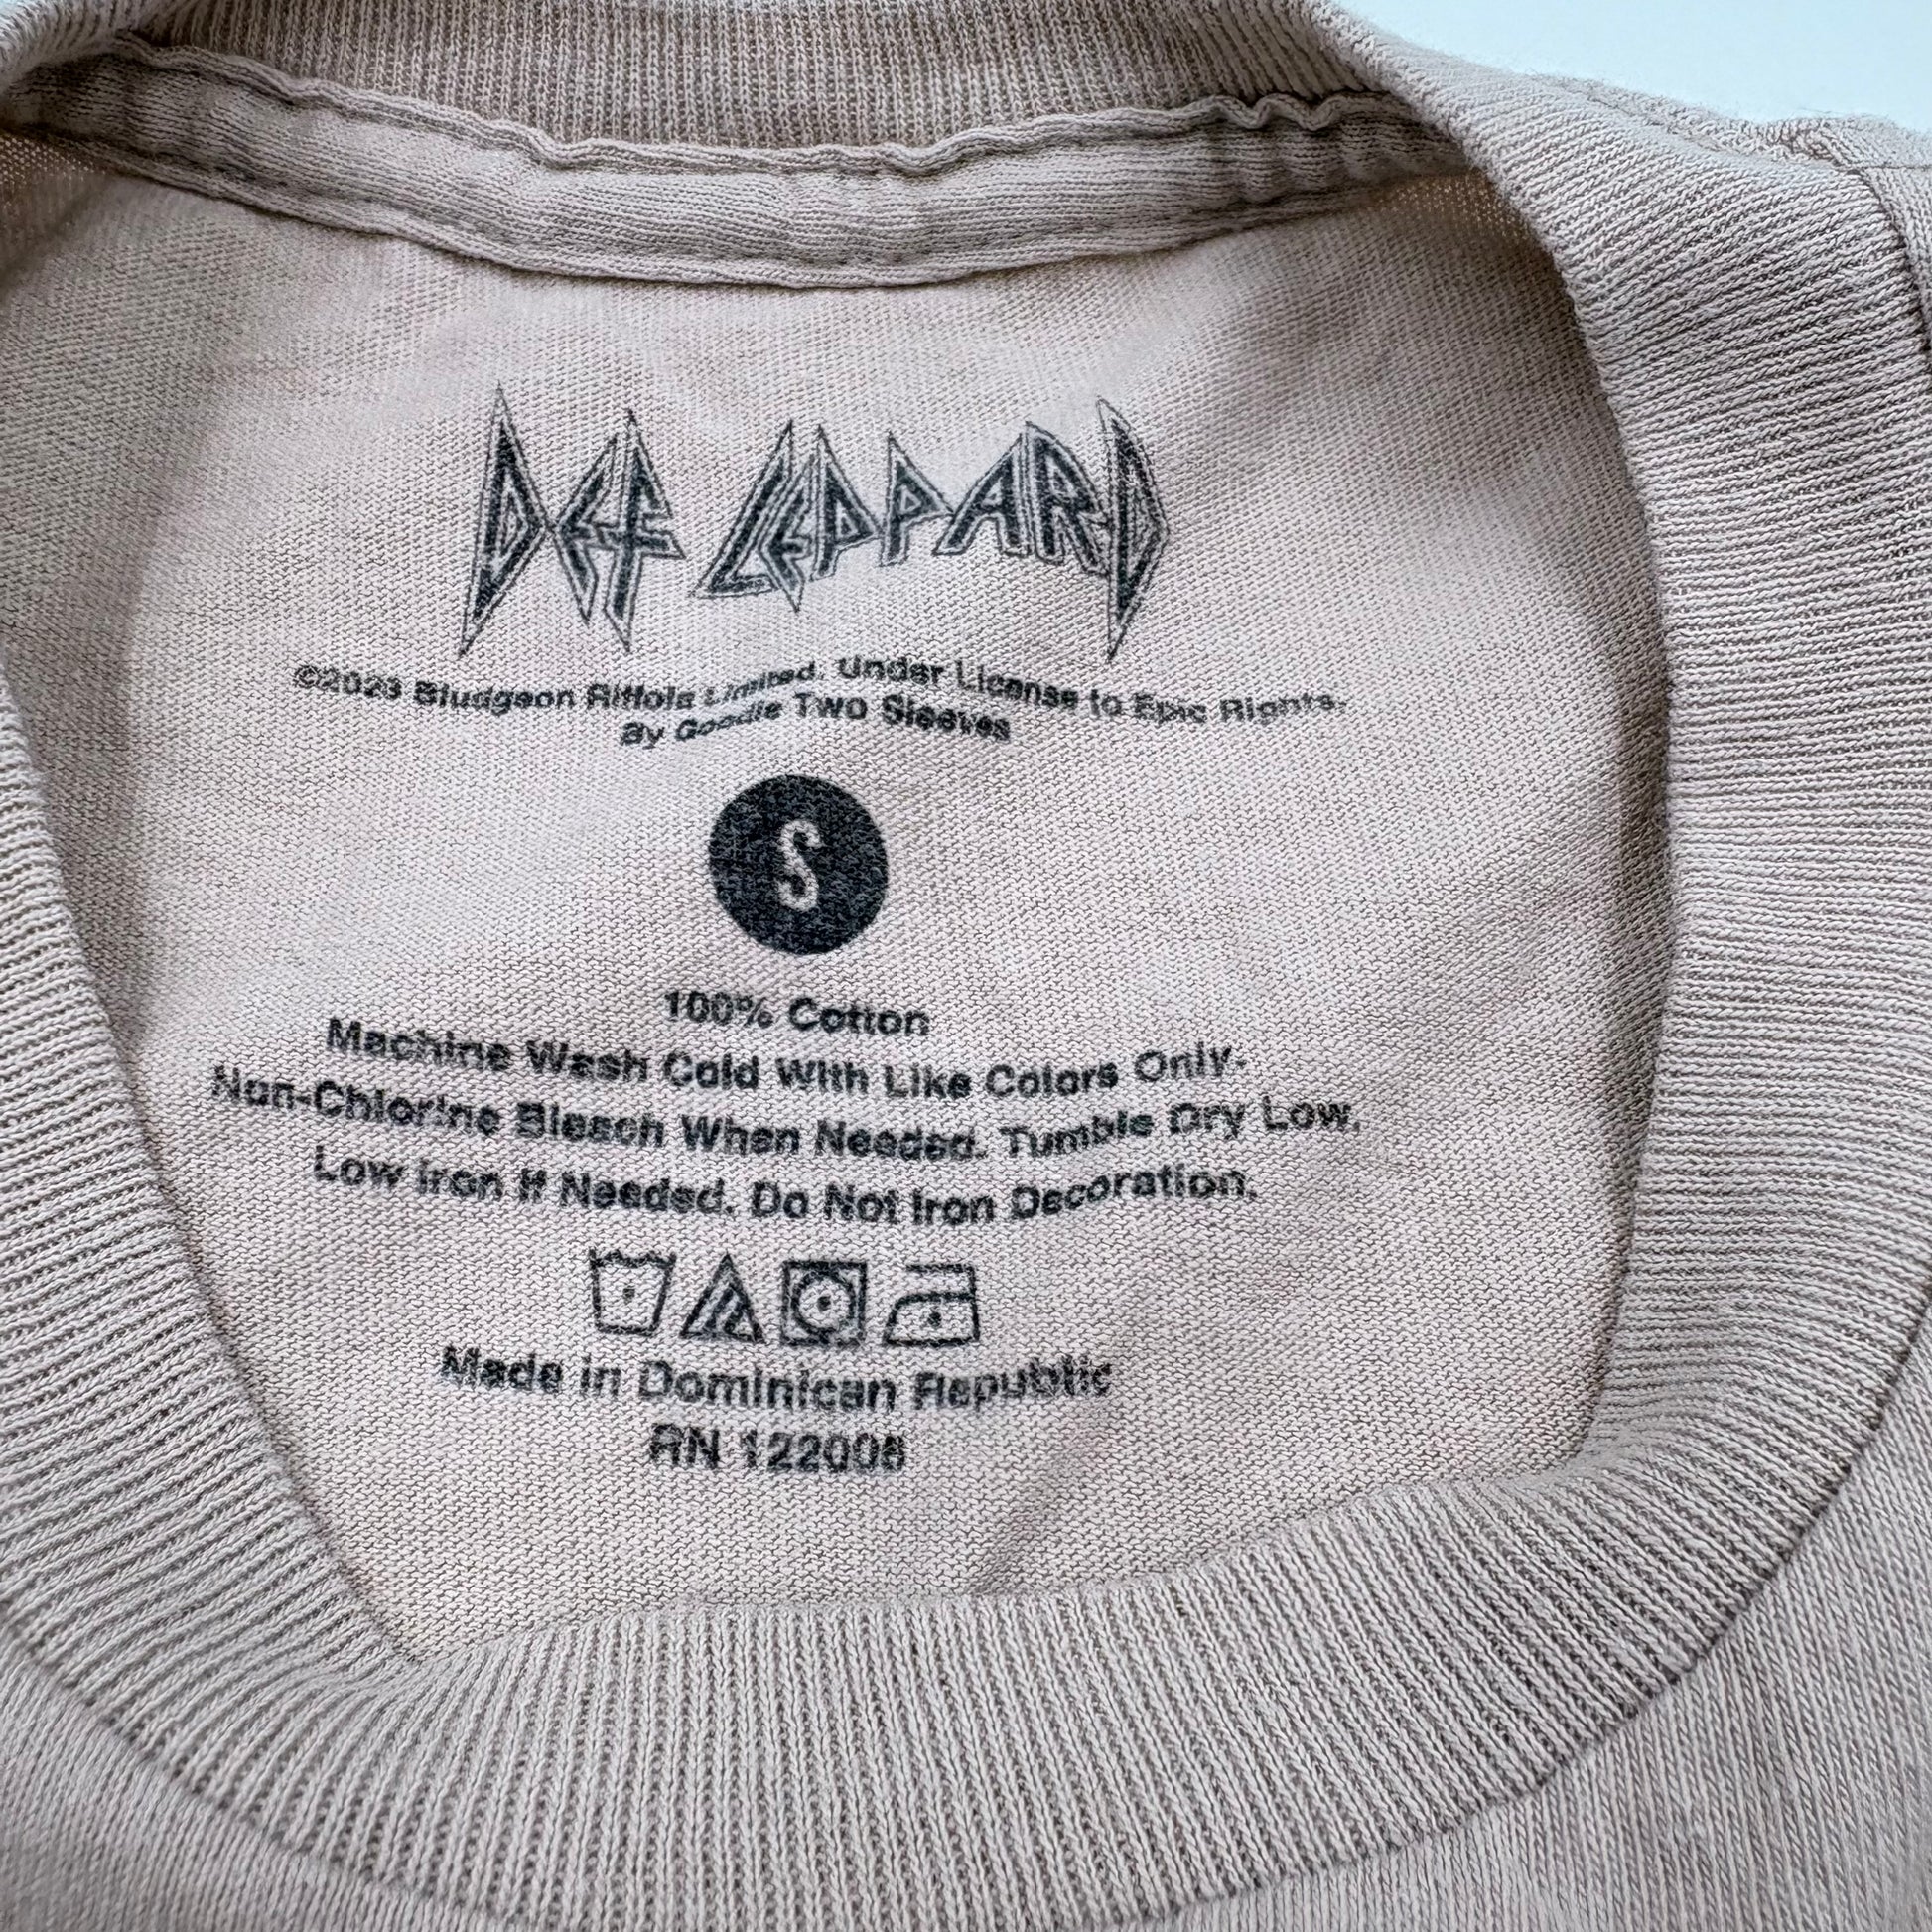 DEF LEPPARD
©2023 Bludgeon Riffola Limited. Under License to Epic Rights.
By Goodie Two Sleeves
S
100% Cotton
Machine Wash Cold With Like Colors Only.
Non-Chlorine Bleach When Needed. Tumble Dry Low.
Low Iron If Needed. Do Not Iron Decoration.
Made in Dominican Republic
RN 122008